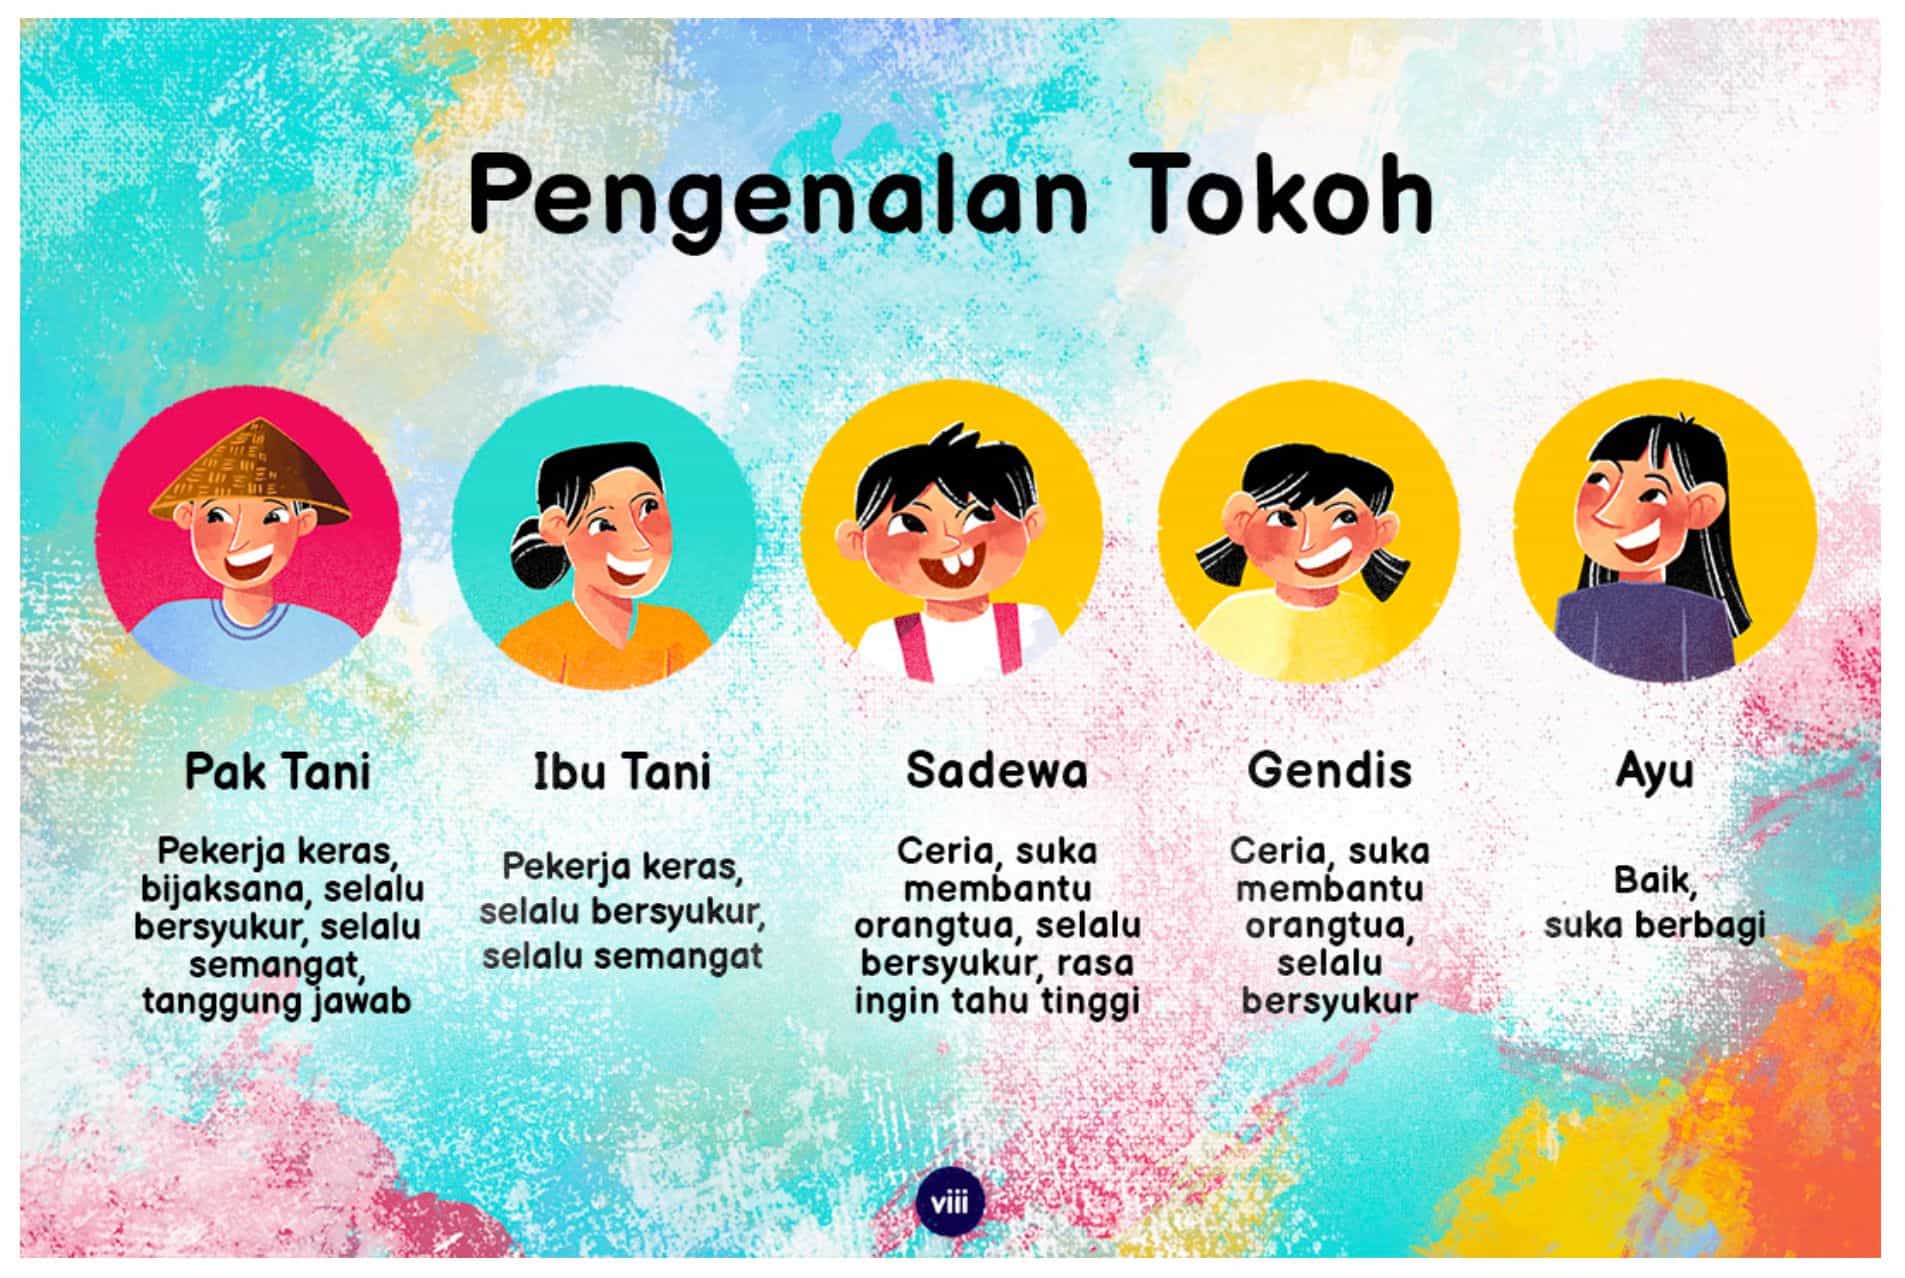 Pengenalan Tokoh
Pak Tani
Pekerja keras,
bijaksana, selalu
bersyukur, selalu
semangat,
tanggung jawab
Ibu Tani
Pekerja keras,
selalu bersyukur,
selalu semangat
Sadewa
Ceria, suka
membantu
orangtua, selalu
bersyukur, rasa
ingin tahu tinggi
Gendis
Ceria, suka
membantu
orangtua,
selalu
bersyukur
Ayu
Baik,
suka berbagi
viii